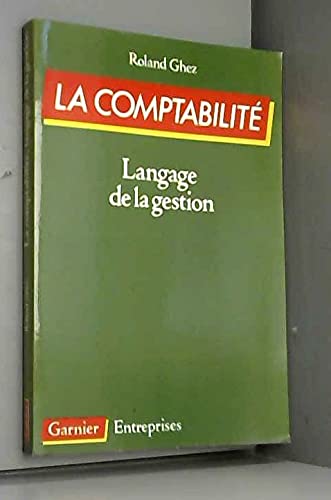 Roland Ghez
LA COMPTABILITÉ
Langage
de la gestion
Garnier Entreprises